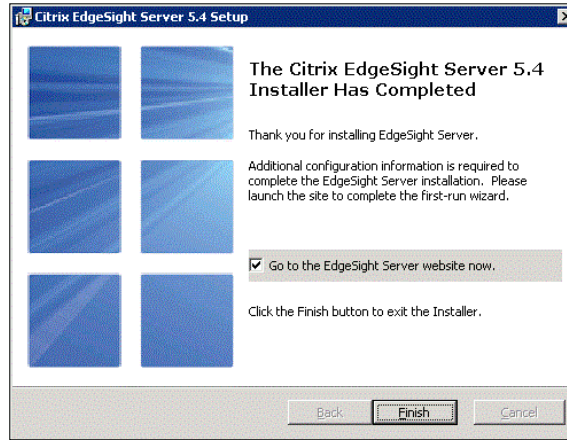 Citrix EdgeSight Server 5.4 Setup
The Citrix EdgeSight Server 5.4
Installer Has Completed
Thank you for installing EdgeSight Server.
Additional configuration information is required to
complete the EdgeSight Server installation. Please
launch the site to complete the first-run wizard.
Go to the EdgeSight Server website now.
Click the Finish button to exit the Installer.
Back
Finish
Cancel